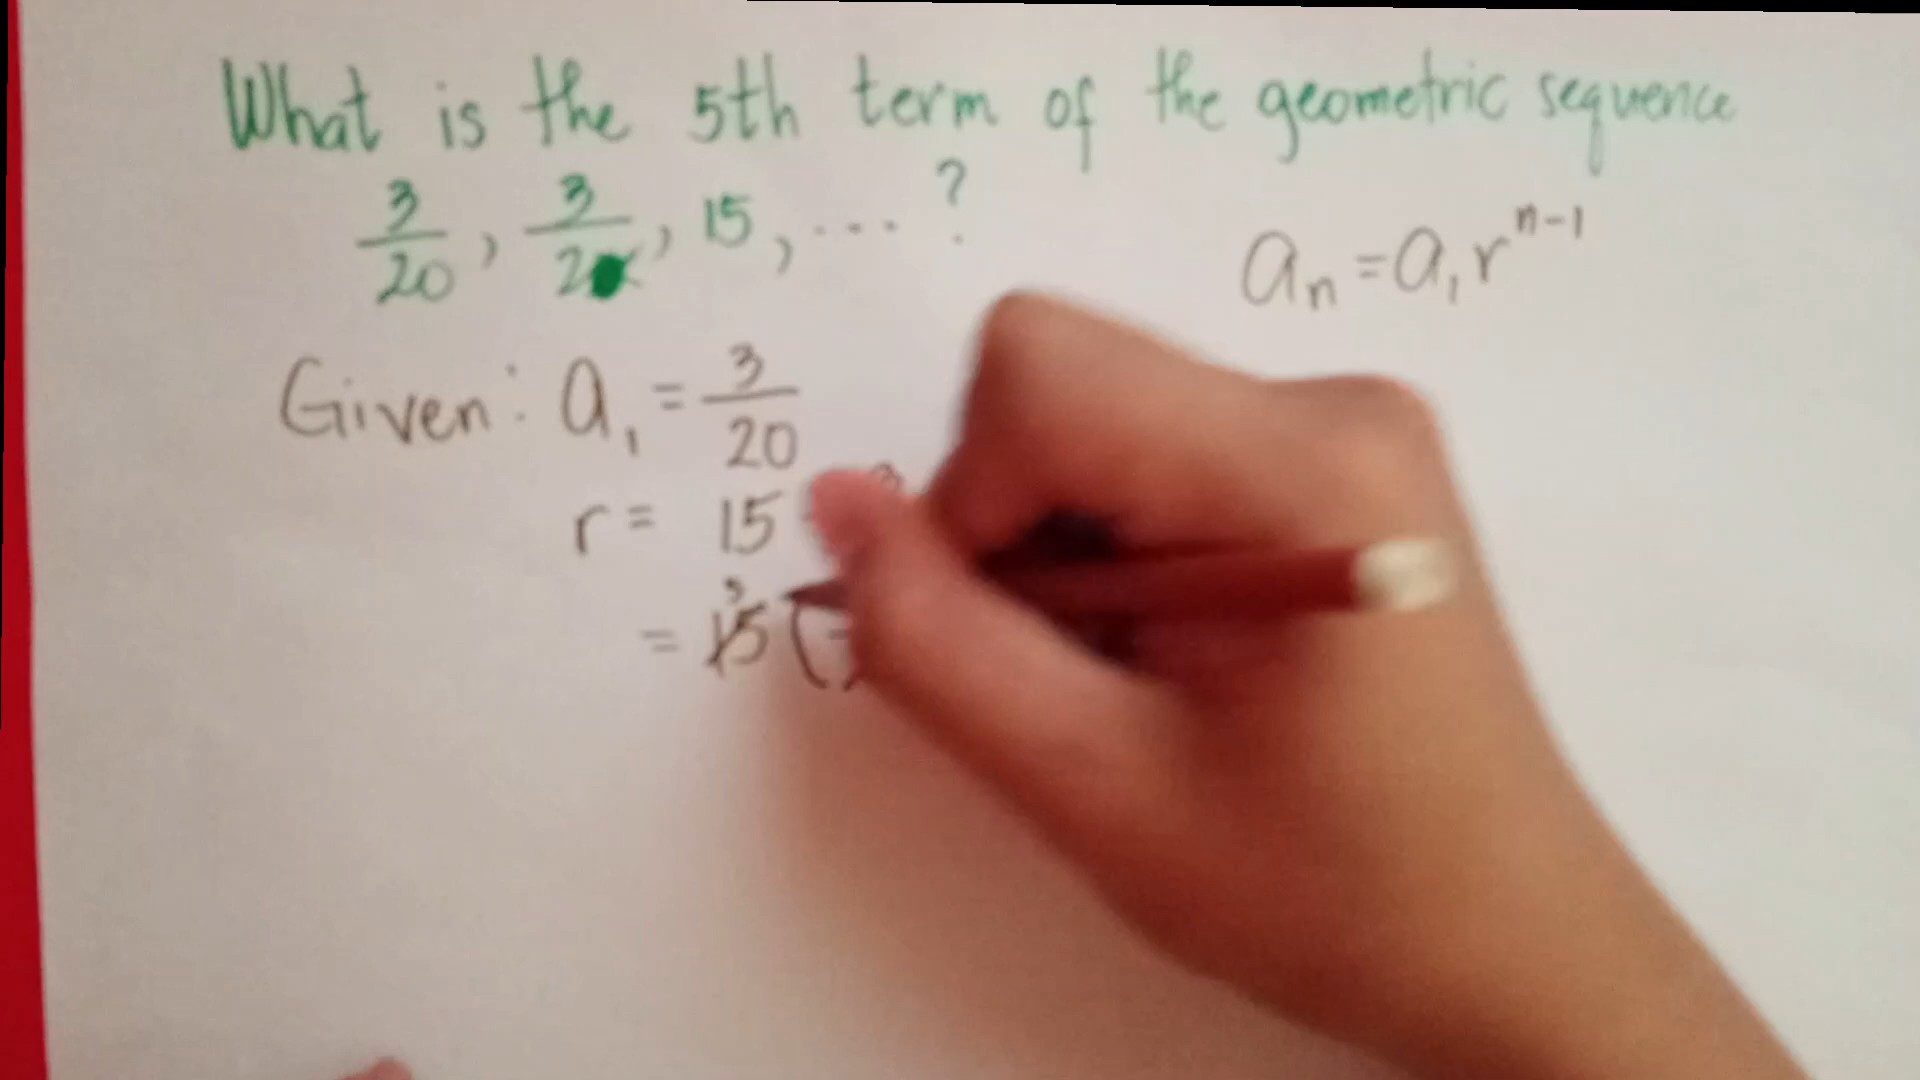 What is the 5th term of the geometric sequence
3/20, 3/2, 15, ... ?
aₙ = a₁rⁿ⁻¹
Given: a₁ = 3/20
r = 15
3
= 15 (